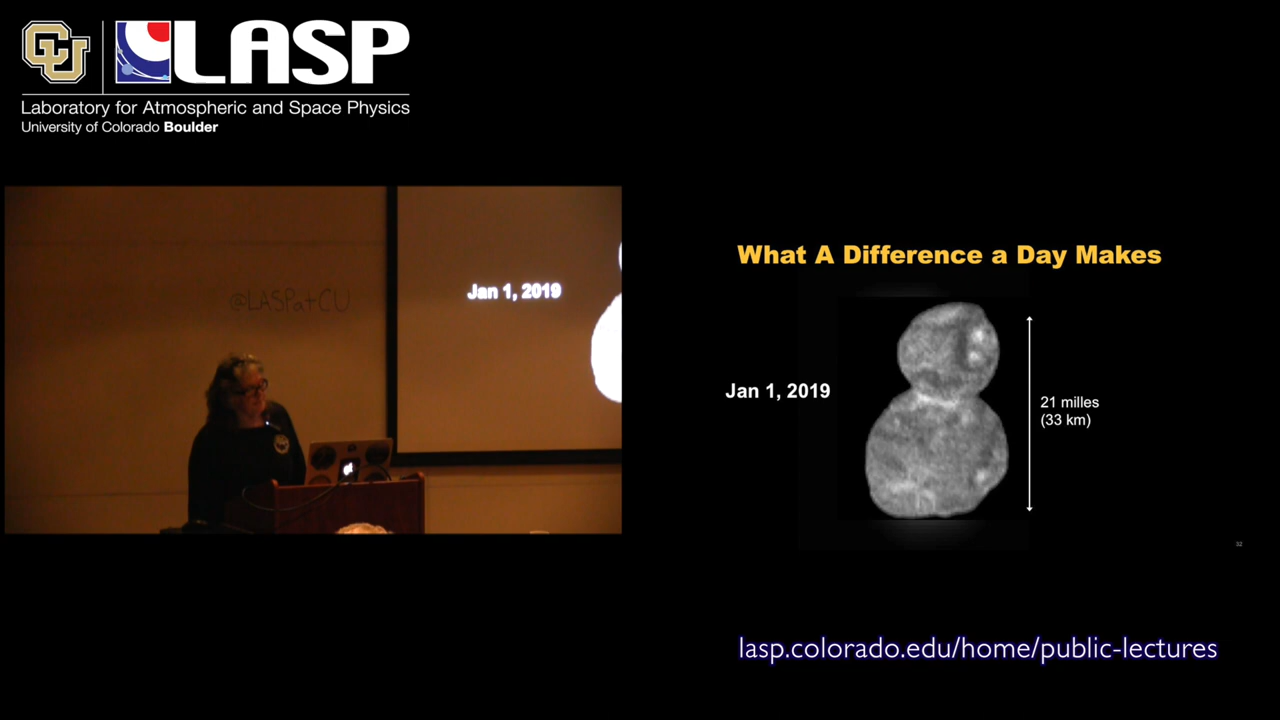 CU LASP
Laboratory for Atmospheric and Space Physics
University of Colorado Boulder
@LASPatCU
Jan 1, 2019
What A Difference a Day Makes
Jan 1, 2019
21 milles
(33 km)
52
lasp.colorado.edu/home/public-lectures